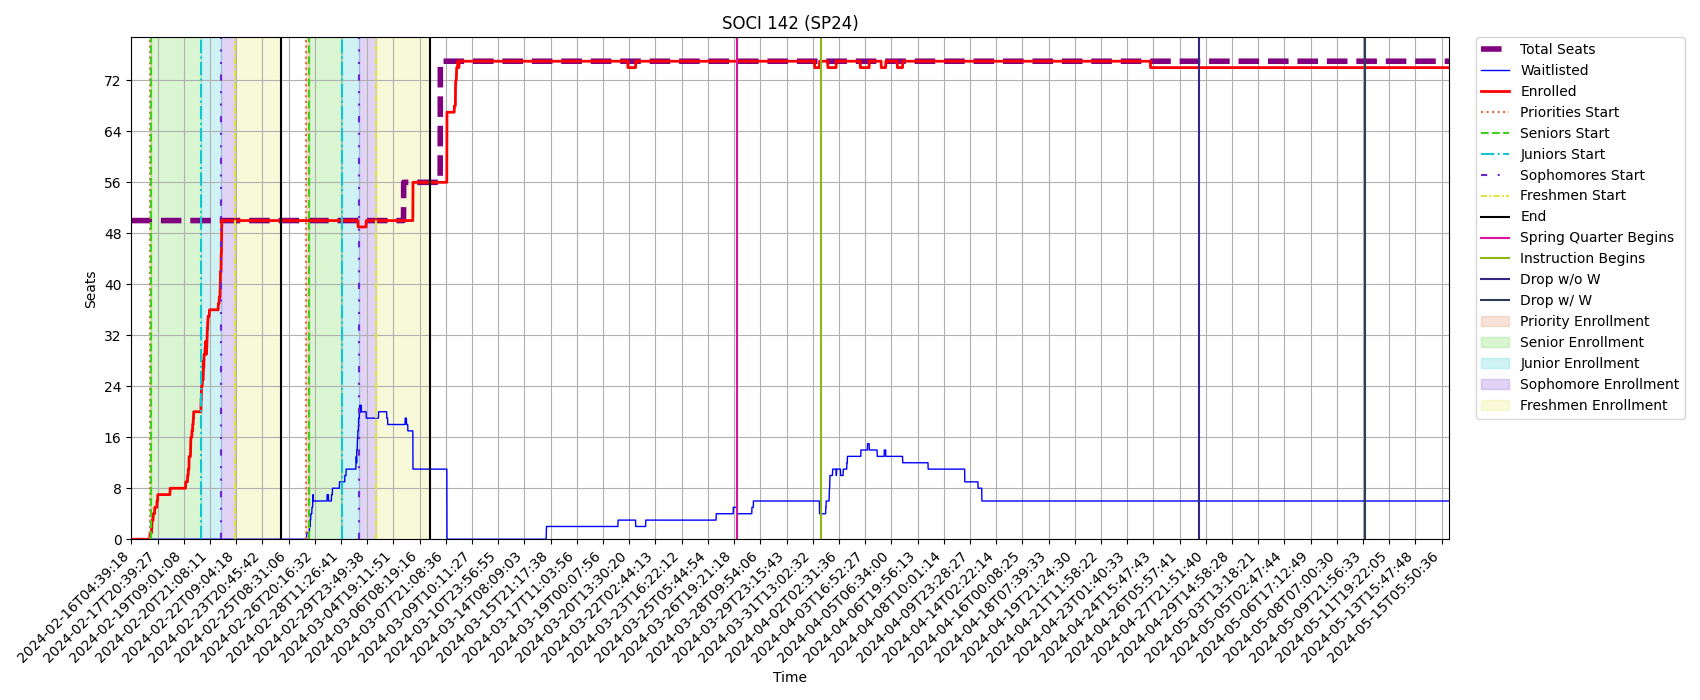 SOCI 142 (SP24)
Seats
72
64
56
48
40
32
24
16
8
0
2024-02-16T04:39:18
2024-02-17T20:39:27
2024-02-19T09:01:08
2024-02-20T21:08:11
2024-02-22T09:04:18
2024-02-23T20:45:42
2024-02-25T08:31:06
2024-02-26T20:16:32
2024-02-28T11:26:41
2024-02-29T23:49:38
2024-03-04T19:11:51
2024-03-06T08:19:16
2024-03-07T21:08:36
2024-03-09T10:11:27
2024-03-10T23:56:55
2024-03-14T08:09:03
2024-03-15T21:17:38
2024-03-17T11:03:56
2024-03-19T00:07:56
2024-03-20T13:30:20
2024-03-22T02:44:13
2024-03-23T16:22:12
2024-03-25T05:44:54
2024-03-26T19:21:18
2024-03-28T09:54:06
2024-03-29T23:15:43
2024-03-31T13:02:32
2024-04-02T03:31:36
2024-04-03T16:52:27
2024-04-05T06:34:00
2024-04-06T19:56:13
2024-04-08T10:01:14
2024-04-09T23:28:27
2024-04-14T02:22:14
2024-04-16T00:08:25
2024-04-18T07:39:33
2024-04-19T21:24:30
2024-04-21T11:58:22
2024-04-23T01:40:33
2024-04-24T15:47:43
2024-04-26T05:57:41
2024-04-27T21:51:40
2024-04-29T14:58:28
2024-05-03T13:18:21
2024-05-05T02:47:44
2024-05-06T17:12:49
2024-05-08T07:00:30
2024-05-09T21:56:33
2024-05-11T19:22:05
2024-05-13T15:47:48
2024-05-15T05:50:36
Time
Total Seats
Waitlisted
Enrolled
Priorities Start
Seniors Start
Juniors Start
Sophomores Start
Freshmen Start
End
Spring Quarter Begins
Instruction Begins
Drop w/o W
Drop w/ W
Priority Enrollment
Senior Enrollment
Junior Enrollment
Sophomore Enrollment
Freshmen Enrollment